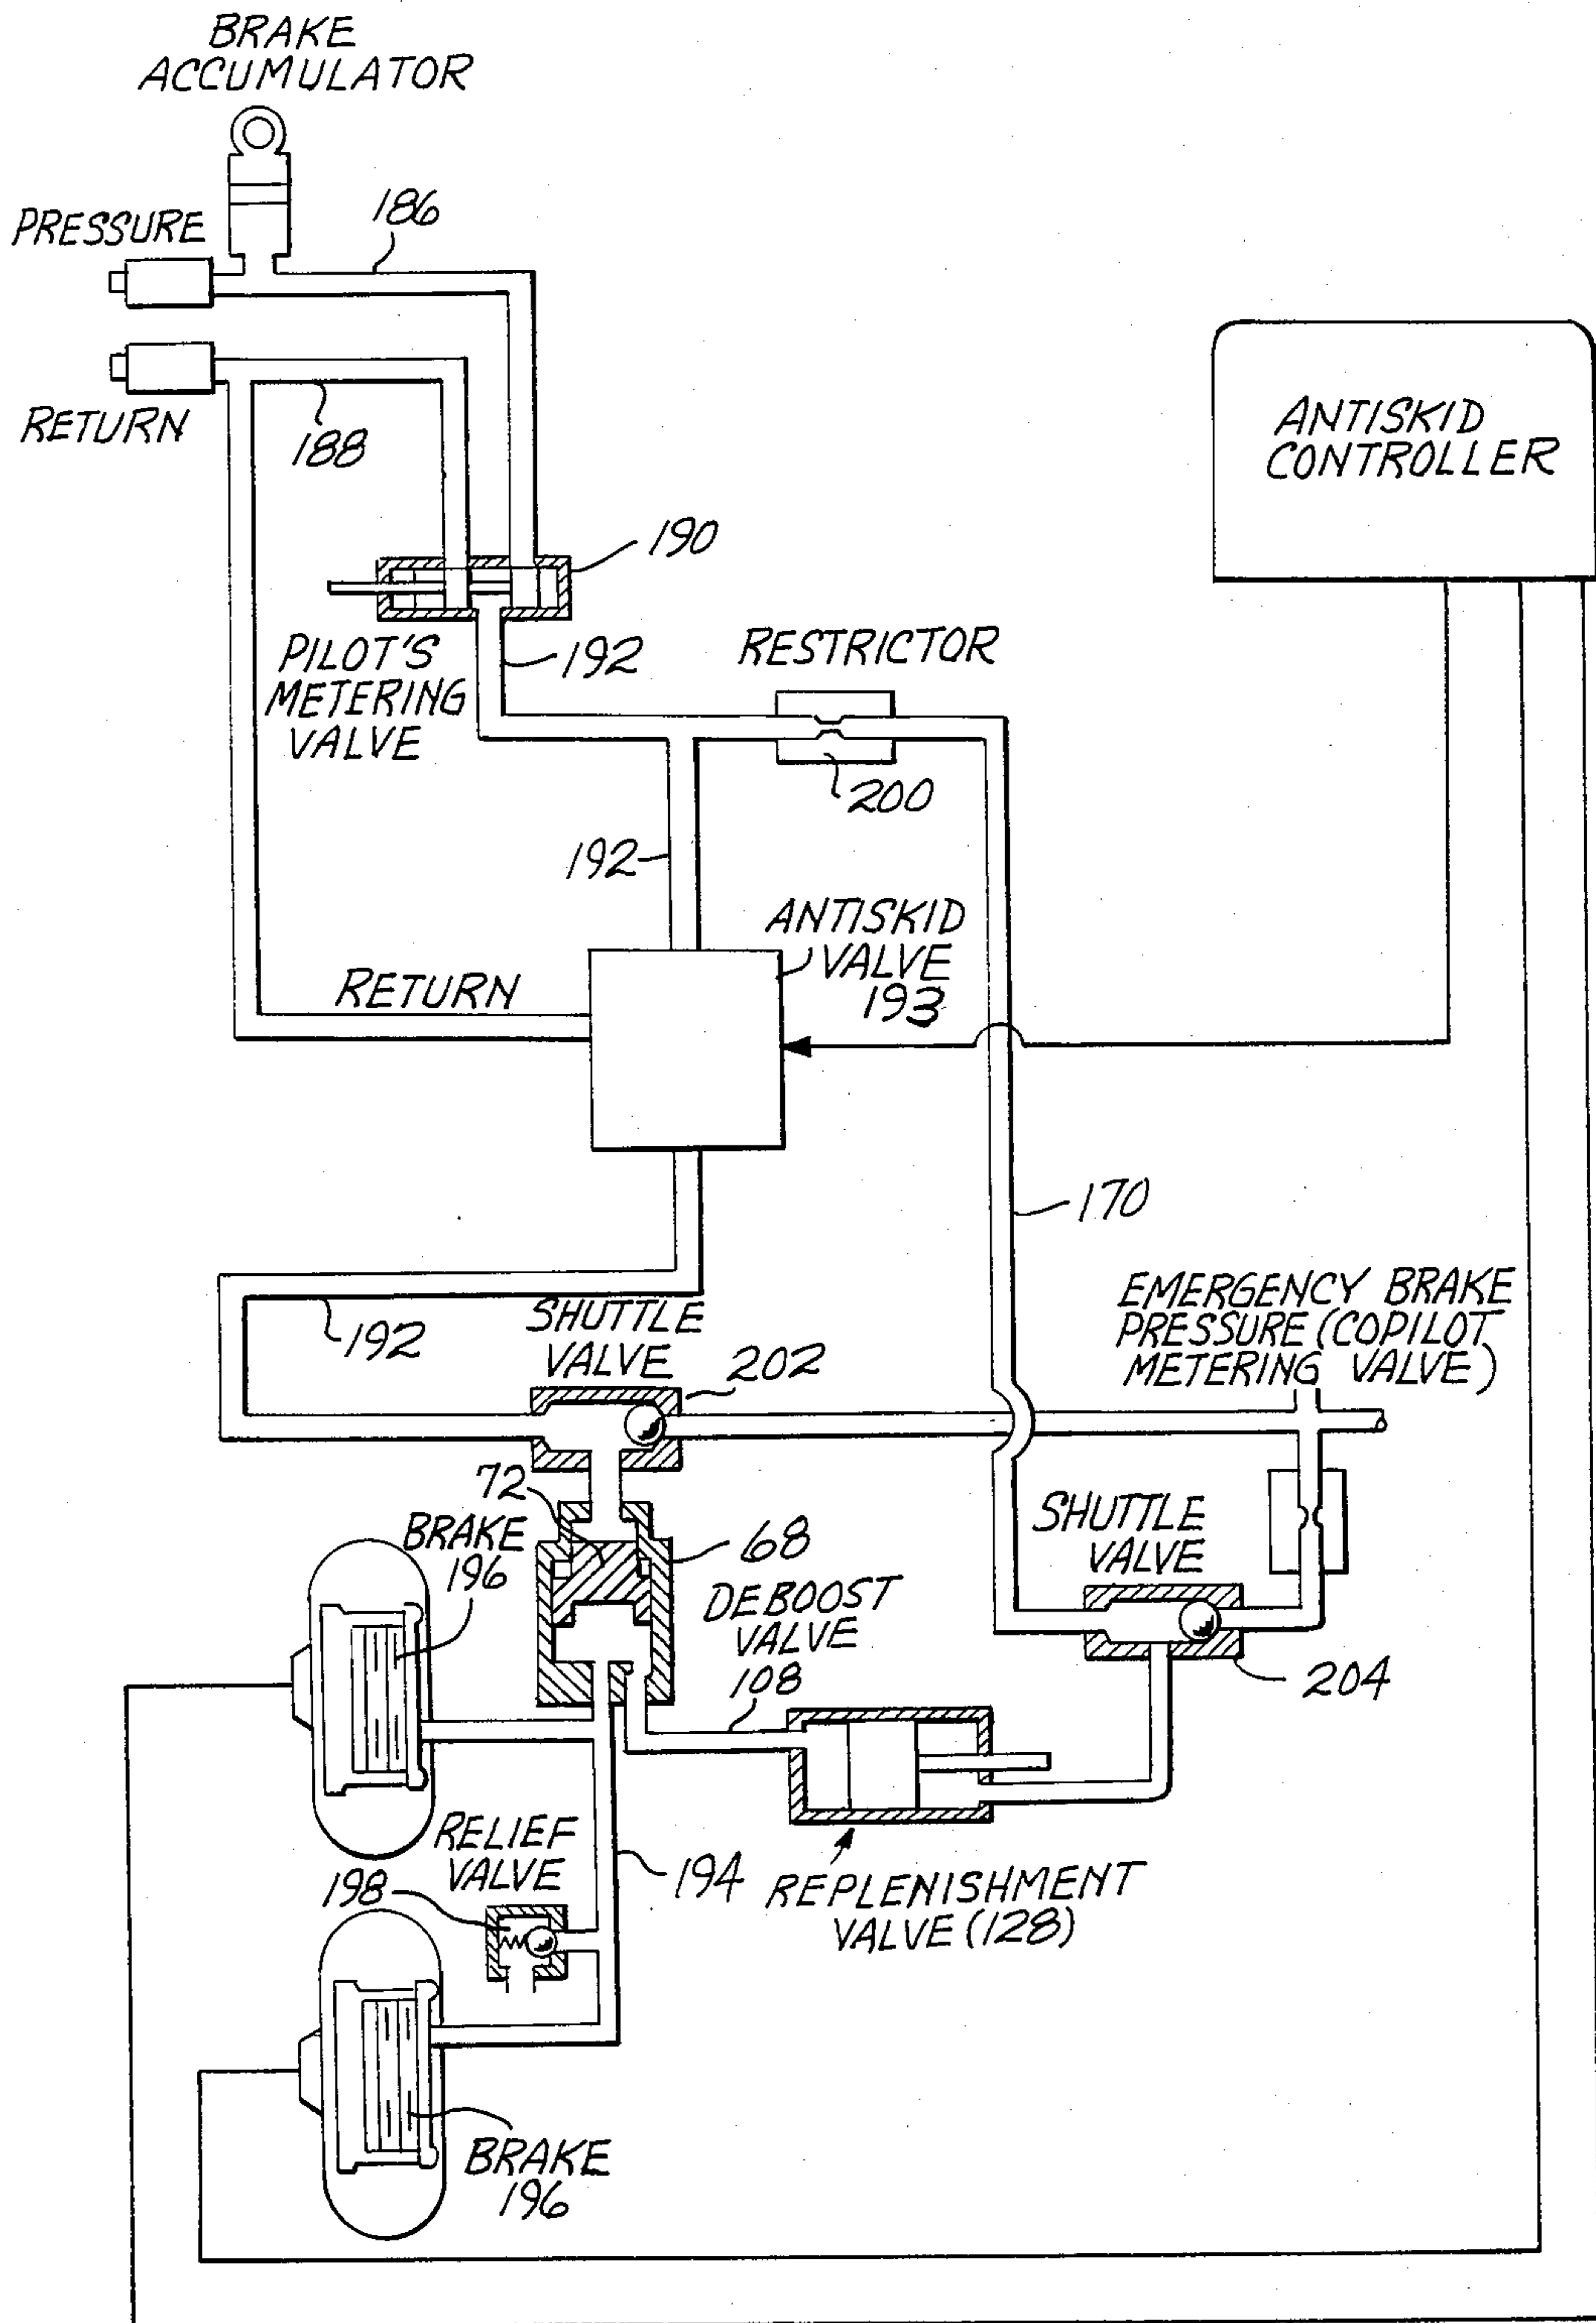 BRAKE
ACCUMULATOR
PRESSURE
186
RETURN
188
ANTISKID
CONTROLLER
190
PILOT'S
METERING
VALVE
192
RESTRICTOR
200
192
ANTISKID
VALVE
193
RETURN
170
192
SHUTTLE
VALVE
202
EMERGENCY BRAKE
PRESSURE (COPILOT
METERING VALVE)
72
BRAKE
196
68
DEBOOST
VALVE
108
SHUTTLE
VALVE
204
RELIEF
VALVE
198
194
REPLENISHMENT
VALVE (128)
BRAKE
196